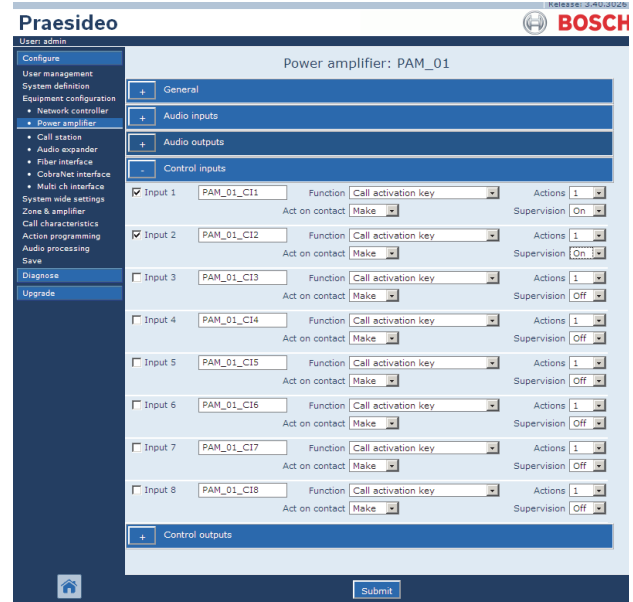 Release: 3.40.3026
Praesideo
BOSCH
User: admin
Configure
User management
System definition
Equipment configuration
• Network controller
• Power amplifier
• Call station
• Audio expander
• Fiber interface
• CobraNet interface
• Multi ch interface
System wide settings
Zone & amplifier
Call characteristics
Action programming
Audio processing
Save
Diagnose
Upgrade
Power amplifier: PAM_01
+ General
+ Audio inputs
+ Audio outputs
- Control inputs
Input 1 PAM_01_CI1 Function Call activation key Actions 1
Act on contact Make Supervision On
Input 2 PAM_01_CI2 Function Call activation key Actions 1
Act on contact Make Supervision On
Input 3 PAM_01_CI3 Function Call activation key Actions 1
Act on contact Make Supervision Off
Input 4 PAM_01_CI4 Function Call activation key Actions 1
Act on contact Make Supervision Off
Input 5 PAM_01_CI5 Function Call activation key Actions 1
Act on contact Make Supervision Off
Input 6 PAM_01_CI6 Function Call activation key Actions 1
Act on contact Make Supervision Off
Input 7 PAM_01_CI7 Function Call activation key Actions 1
Act on contact Make Supervision Off
Input 8 PAM_01_CI8 Function Call activation key Actions 1
Act on contact Make Supervision Off
+ Control outputs
Submit